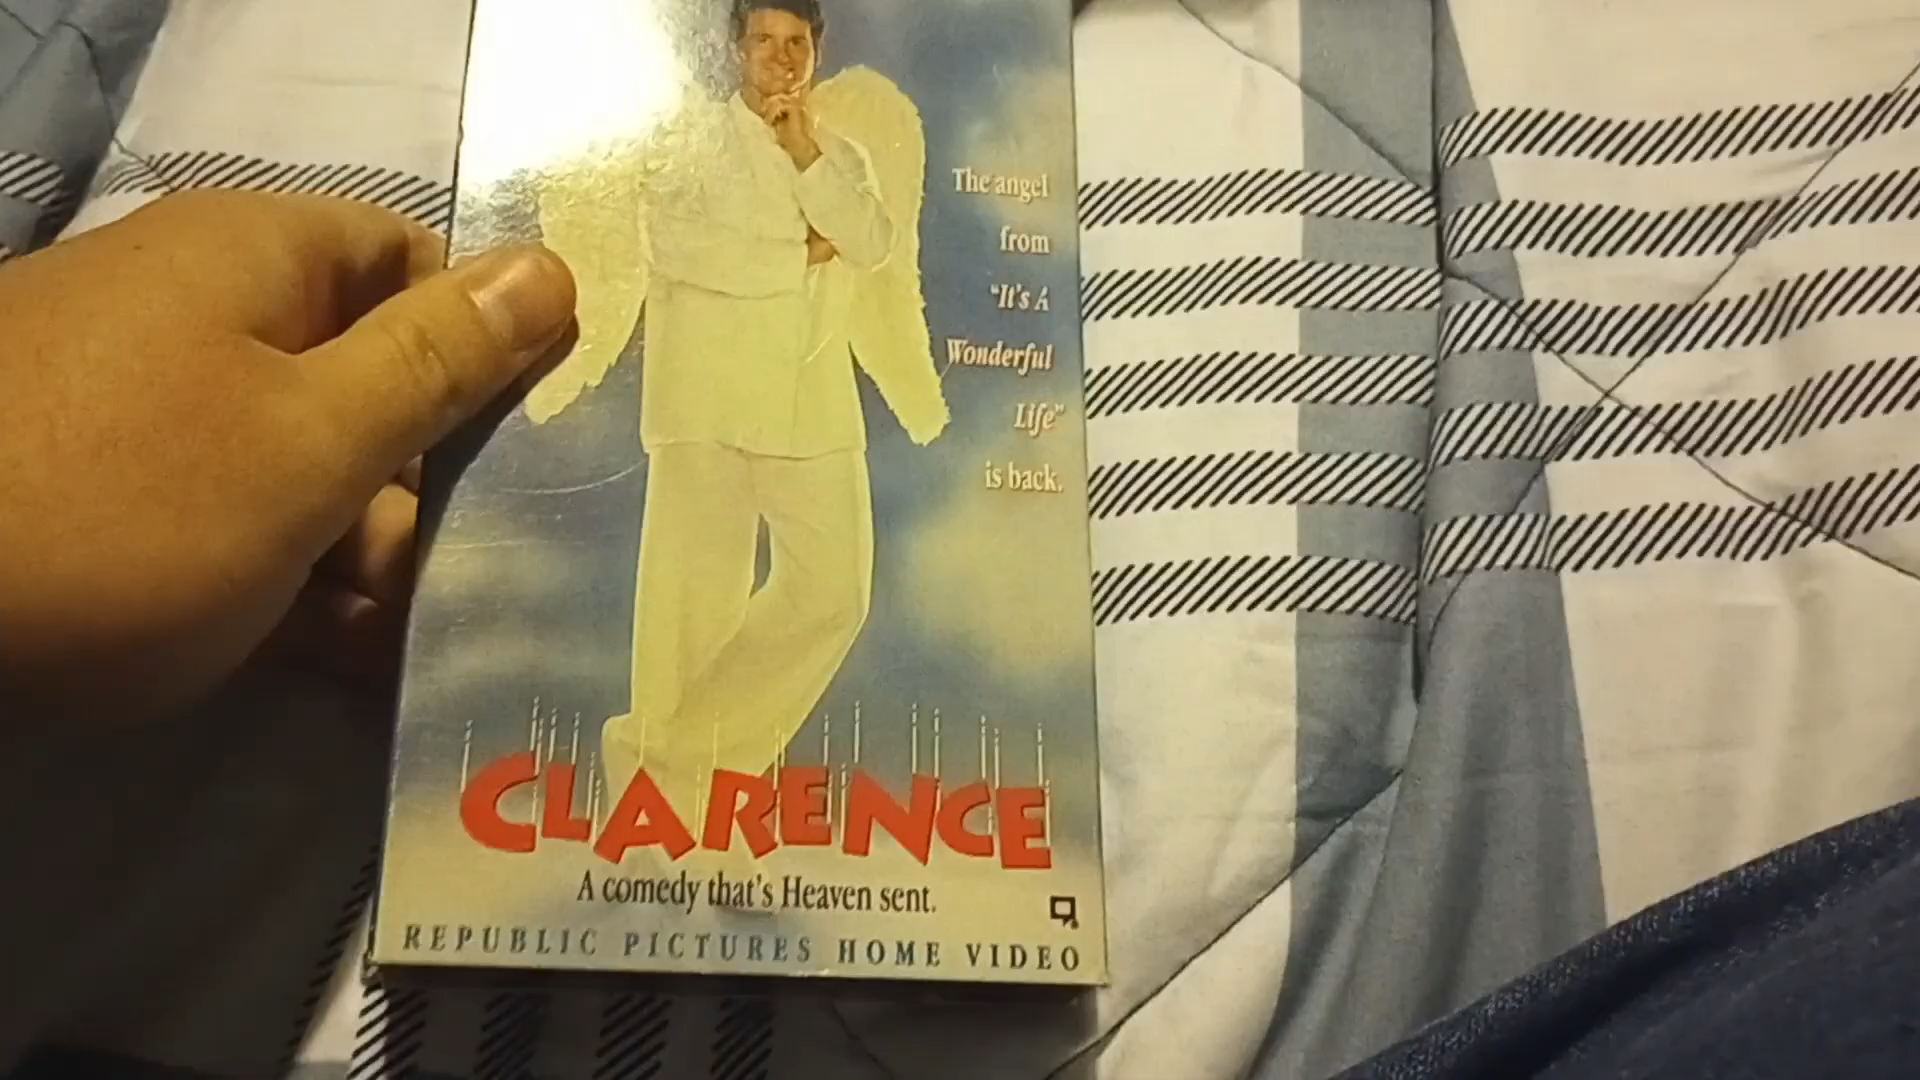 The angel
from
"It's A
Wonderful
Life"
is back.
CLARENCE
A comedy that's Heaven sent.
REPUBLIC PICTURES HOME VIDEO